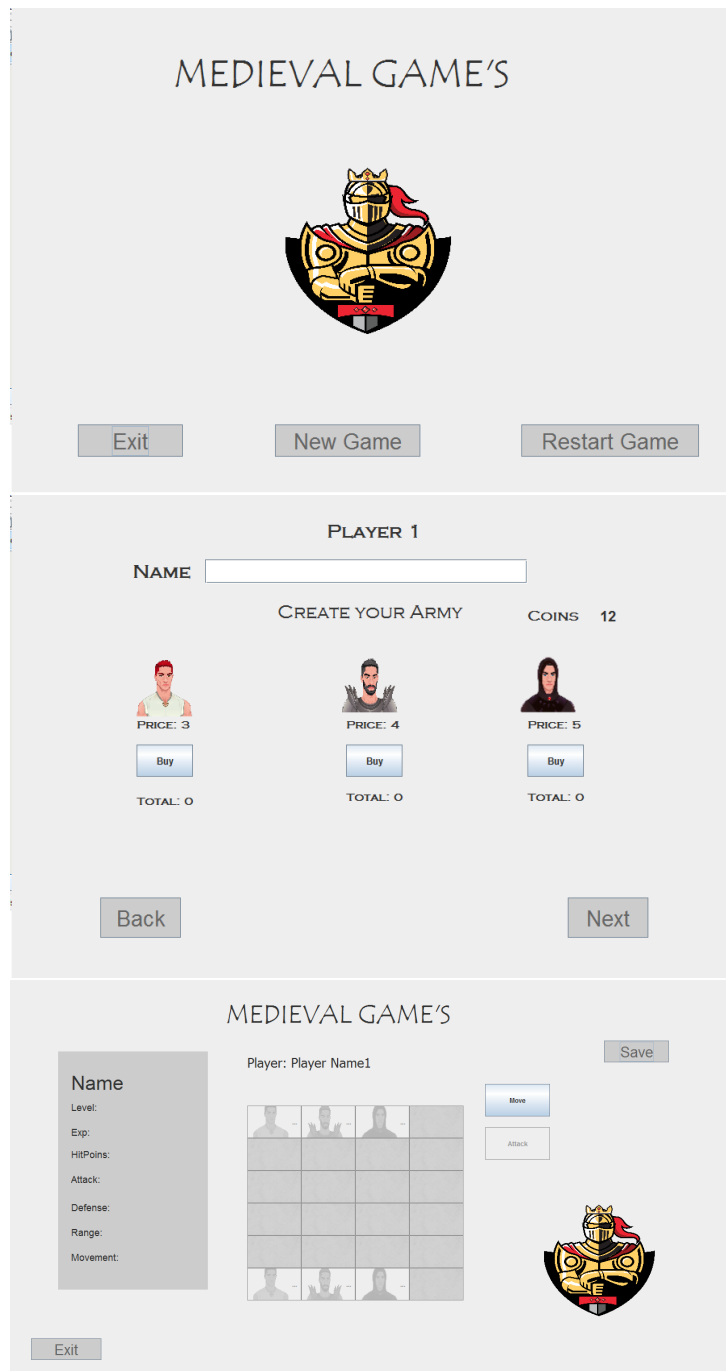 MEDIEVAL GAME'S
Exit New Game Restart Game
PLAYER 1
NAME
CREATE YOUR ARMY COINS 12
PRICE: 3 PRICE: 4 PRICE: 5
Buy Buy Buy
TOTAL: 0 TOTAL: 0 TOTAL: 0
Back Next
MEDIEVAL GAME'S
Save
Player: Player Name1
Name
Level:
Exp:
HitPoins:
Attack:
Defense:
Range:
Movement:
Move
Attack
Exit